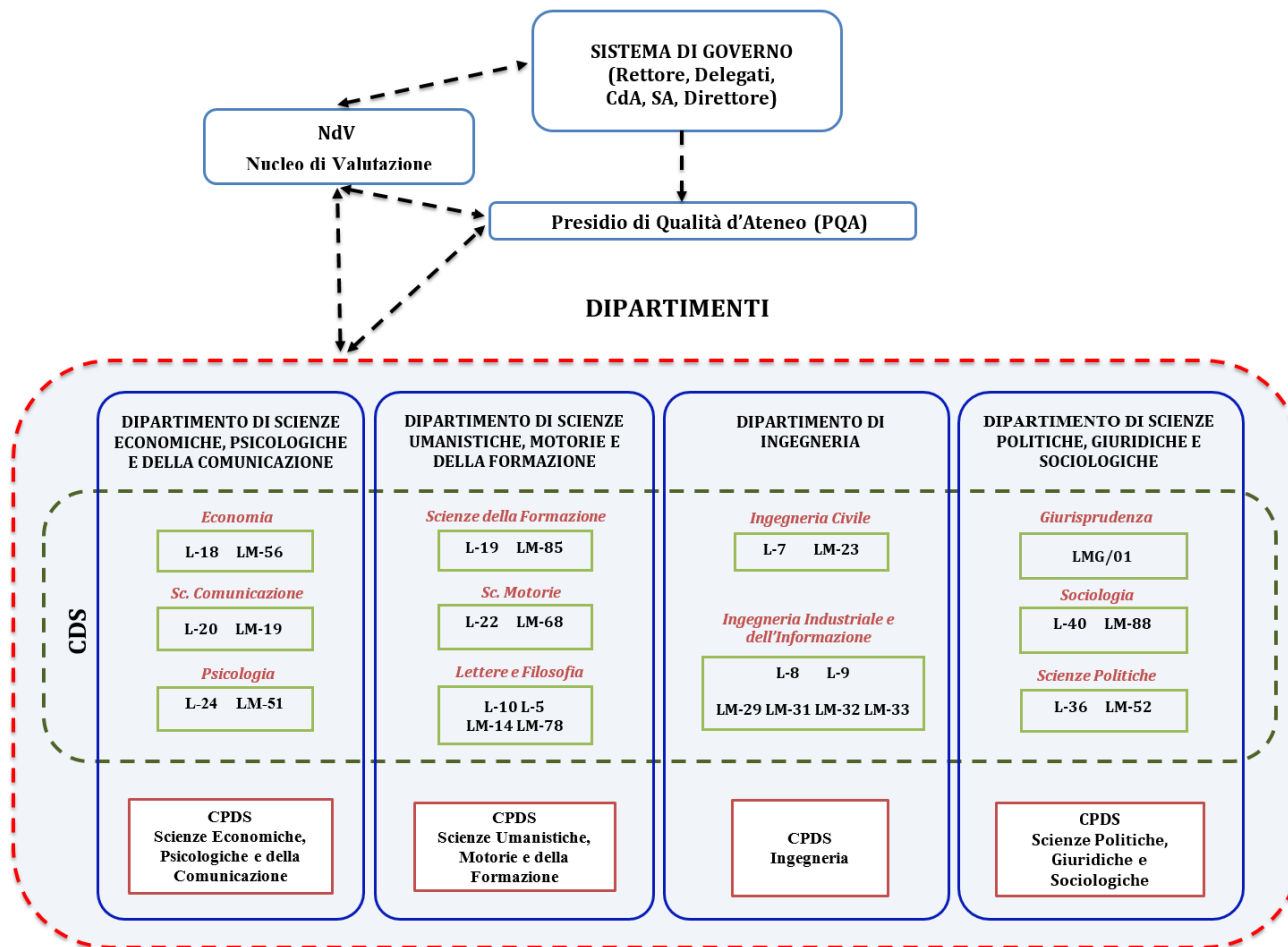 SISTEMA DI GOVERNO
(Rettore, Delegati,
CdA, SA, Direttore)
NdV
Nucleo di Valutazione
Presidio di Qualità d'Ateneo (PQA)
DIPARTIMENTI
DIPARTIMENTO DI SCIENZE
ECONOMICHE, PSICOLOGICHE
E DELLA COMUNICAZIONE
DIPARTIMENTO DI SCIENZE
UMANISTICHE, MOTORIE E
DELLA FORMAZIONE
DIPARTIMENTO DI
INGEGNERIA
DIPARTIMENTO DI SCIENZE
POLITICHE, GIURIDICHE E
SOCIOLOGICHE
CDS
Economia
L-18 LM-56
Sc. Comunicazione
L-20 LM-19
Psicologia
L-24 LM-51
Scienze della Formazione
L-19 LM-85
Sc. Motorie
L-22 LM-68
Lettere e Filosofia
L-10 L-5
LM-14 LM-78
Ingegneria Civile
L-7 LM-23
Ingegneria Industriale e
dell'Informazione
L-8 L-9
LM-29 LM-31 LM-32 LM-33
Giurisprudenza
LMG/01
Sociologia
L-40 LM-88
Scienze Politiche
L-36 LM-52
CPDS
Scienze Economiche,
Psicologiche e della
Comunicazione
CPDS
Scienze Umanistiche,
Motorie e della
Formazione
CPDS
Ingegneria
CPDS
Scienze Politiche,
Giuridiche e
Sociologiche